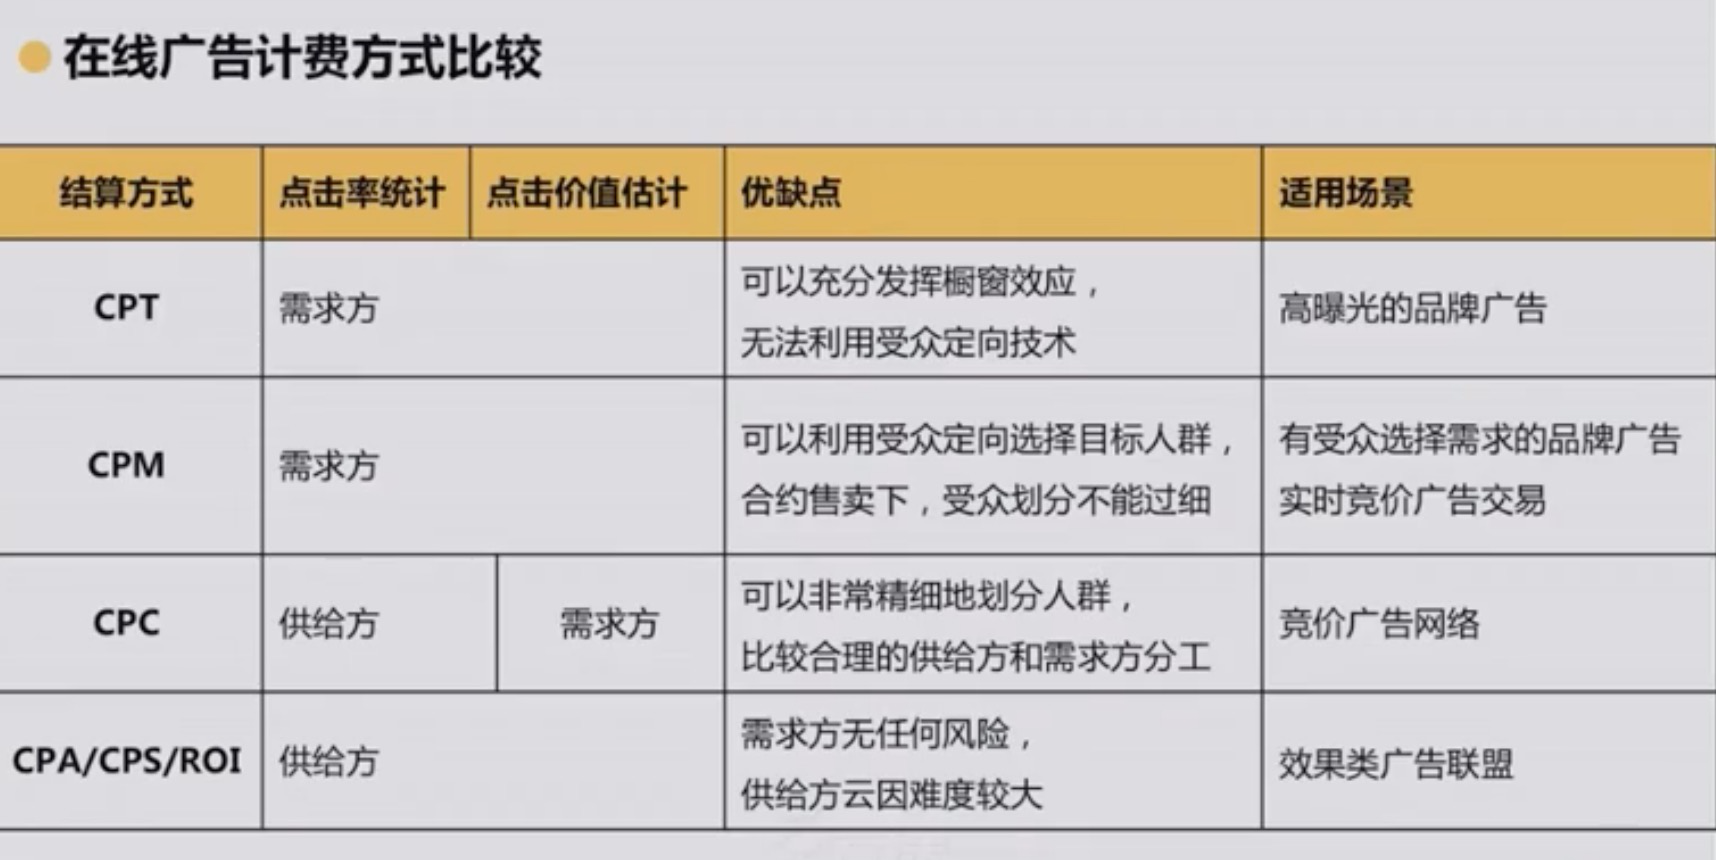 在线广告计费方式比较
结算方式 点击率统计 点击价值估计 优缺点 适用场景
CPT 需求方 可以充分发挥橱窗效应， 高曝光的品牌广告
无法利用受众定向技术
CPM 需求方 可以利用受众定向选择目标人群， 有受众选择需求的品牌广告
合约售卖下，受众划分不能过细 实时竞价广告交易
CPC 供给方 需求方 可以非常精细地划分人群， 竞价广告网络
比较合理的供给方和需求方分工
CPA/CPS/ROI 供给方 需求方无任何风险， 效果类广告联盟
供给方云因难度较大